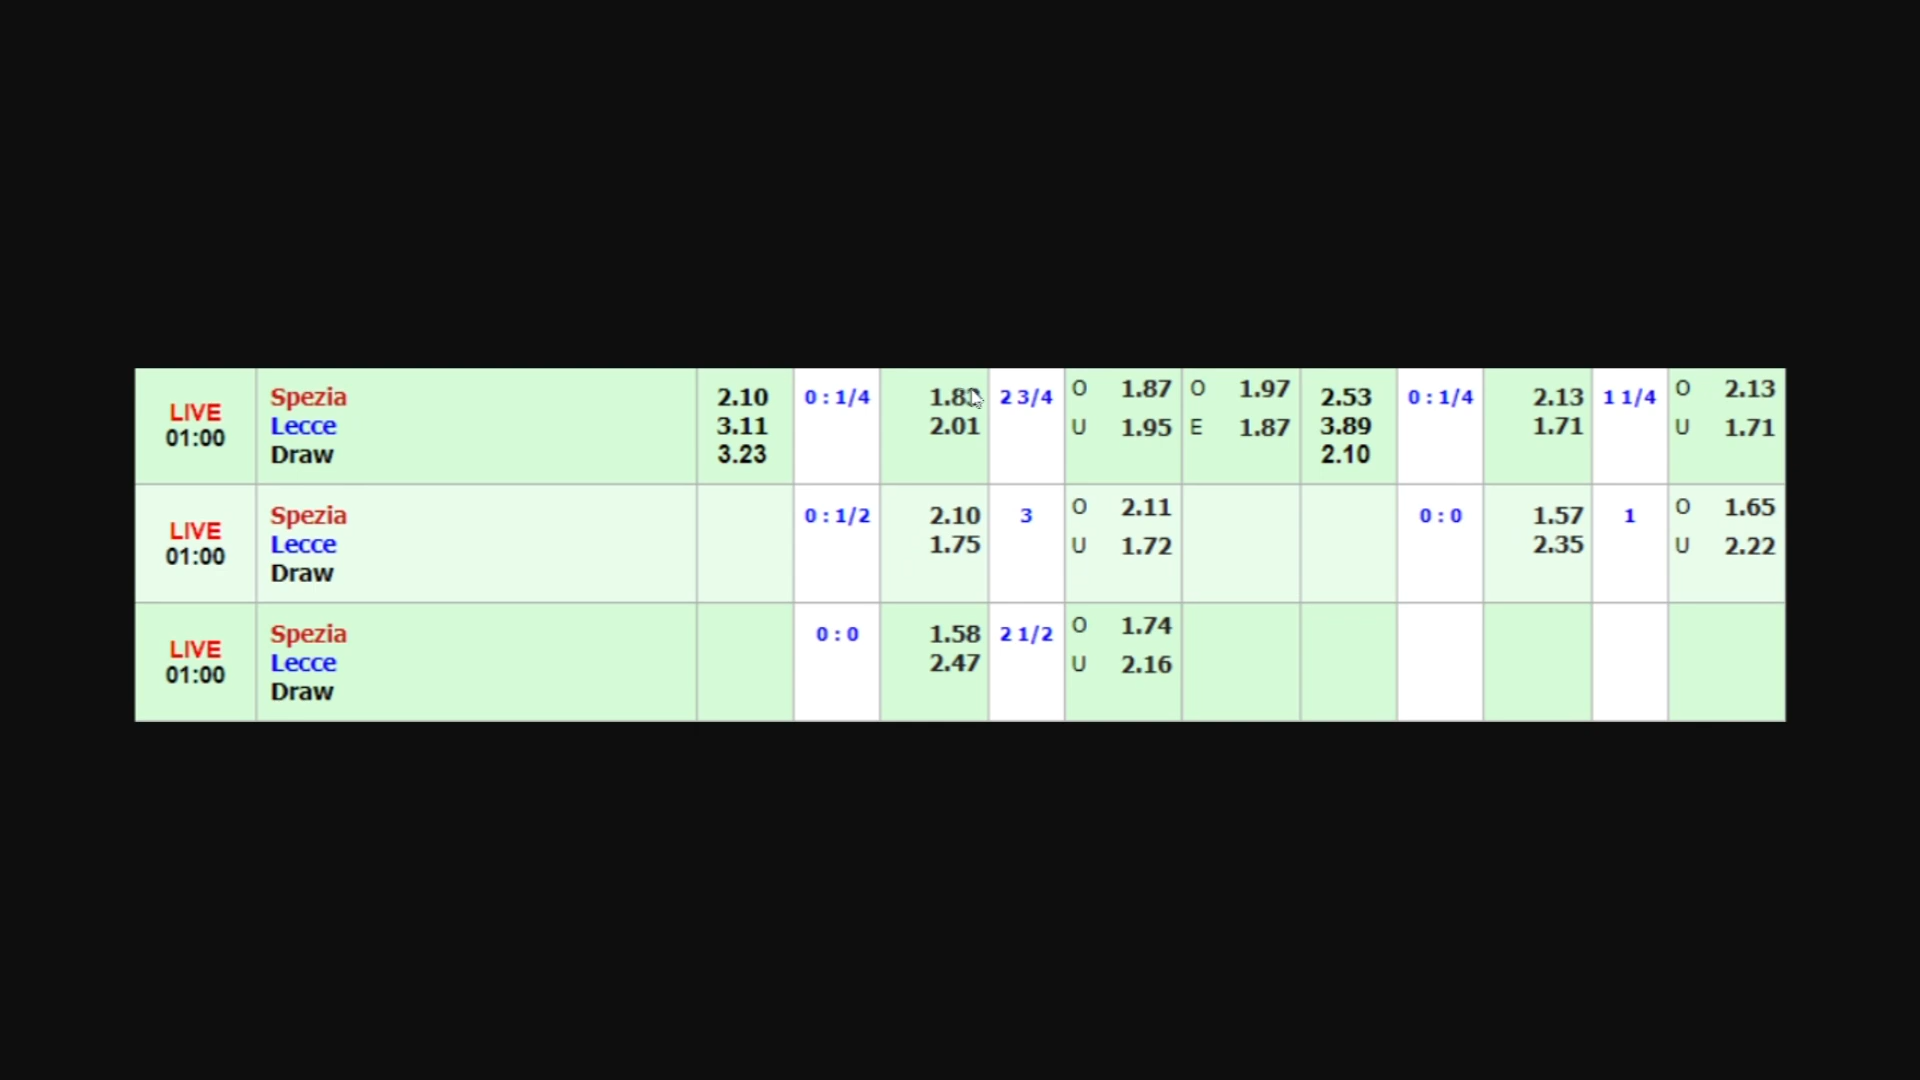 LIVE 01:00 Spezia 2.10 0 : 1/4 2 3/4 O 1.87 O 1.97 2.53 0 : 1/4 2.13 1 1/4 O 2.13
Lecce 3.11 2.01 U 1.95 E 1.87 3.89 1.71 U 1.71
Draw 3.23 2.10
LIVE 01:00 Spezia 0 : 1/2 2.10 3 O 2.11 0 : 0 1.57 1 O 1.65
Lecce 1.75 U 1.72 2.35 U 2.22
Draw
LIVE 01:00 Spezia 0 : 0 1.58 2 1/2 O 1.74
Lecce 2.47 U 2.16
Draw